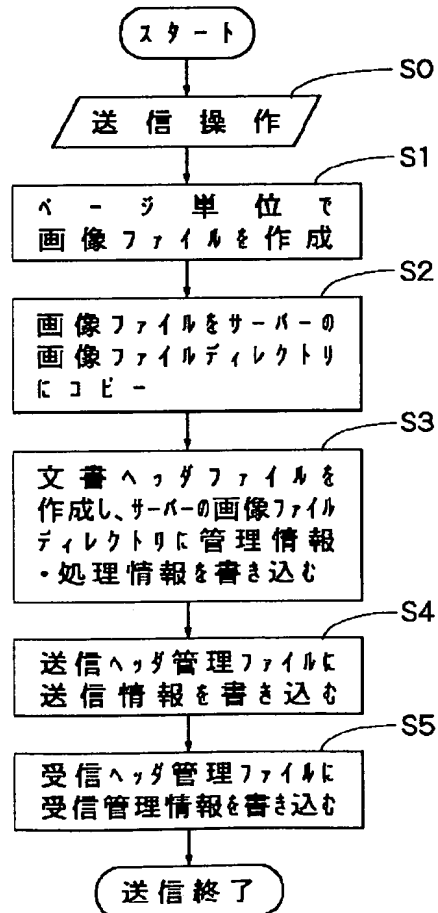 スタート
S0
送信操作
S1
ページ単位で
画像ファイルを作成
S2
画像ファイルをサーバーの
画像ファイルディレクトリ
にコピー
S3
文書ヘッダファイルを
作成し、サーバーの画像ファイル
ディレクトリに管理情報
・処理情報を書き込む
S4
送信ヘッダ管理ファイルに
送信情報を書き込む
S5
受信ヘッダ管理ファイルに
受信管理情報を書き込む
送信終了